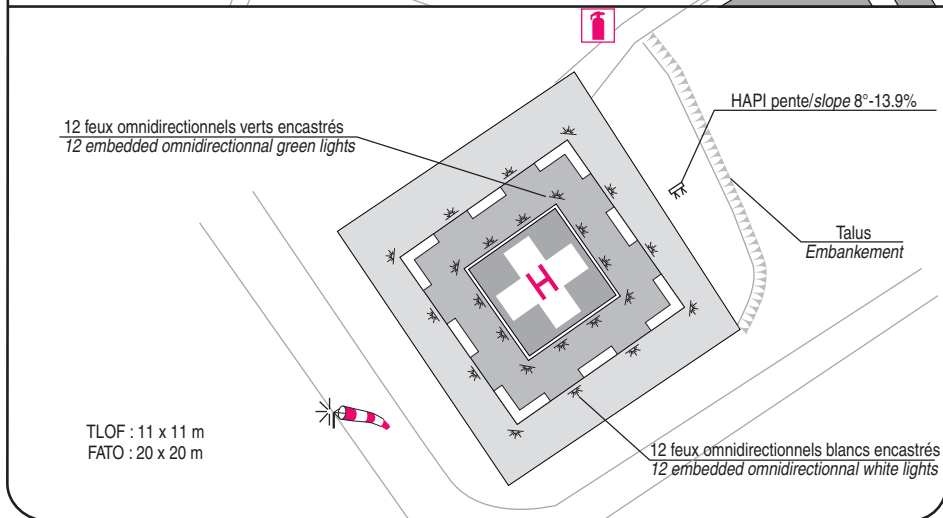 12 feux omnidirectionnels verts encastrés
12 embedded omnidirectionnal green lights
HAPI pente/slope 8°-13.9%
Talus
Embankement
H
TLOF : 11 x 11 m
FATO : 20 x 20 m
12 feux omnidirectionnels blancs encastrés
12 embedded omnidirectionnal white lights